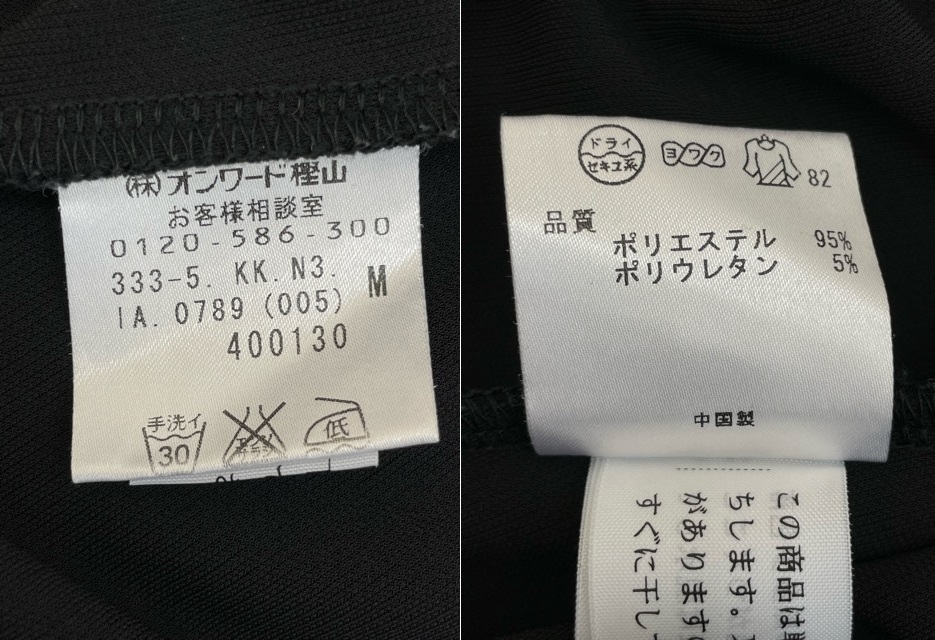 (株)オンワード樫山
お客様相談室
0120-586-300
333-5. KK. N3.
M
IA. 0789 (005)
400130
手洗イ
30
低
ドライ
セキユ系
ヨワク
82
品質
ポリエステル 95%
ポリウレタン 5%
中国製
この商品は
ちします。
があります
すぐに干し